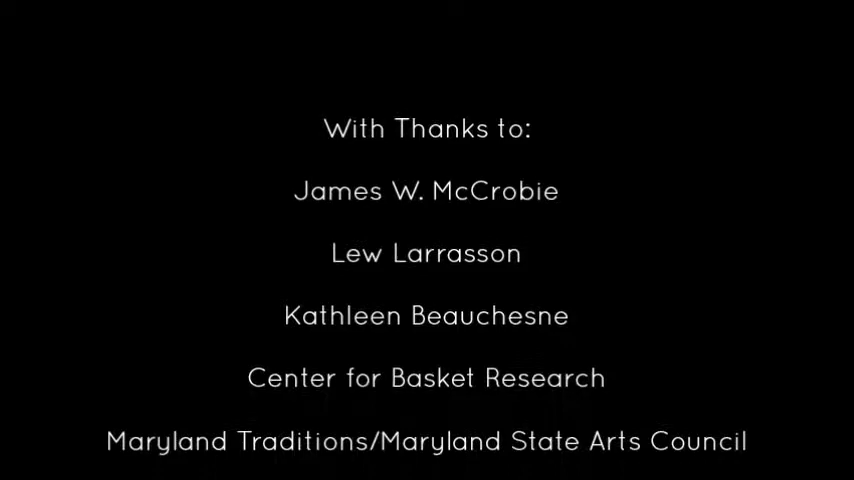 With Thanks to:
James W. McCrobie
Lew Larrasson
Kathleen Beauchesne
Center for Basket Research
Maryland Traditions/Maryland State Arts Council